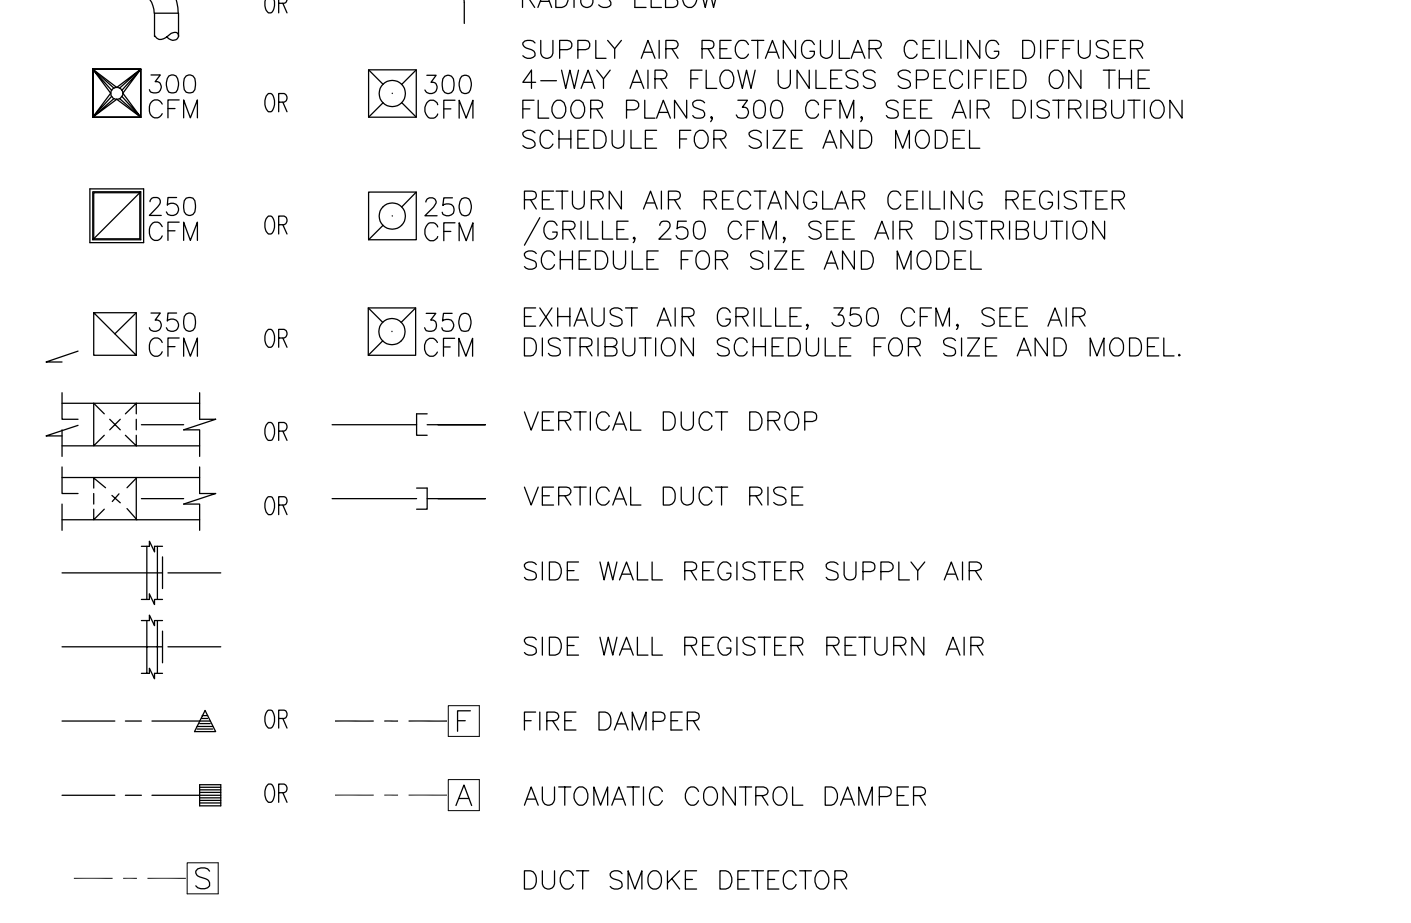 OR RADIUS ELBOW
SUPPLY AIR RECTANGULAR CEILING DIFFUSER
300 300 4-WAY AIR FLOW UNLESS SPECIFIED ON THE
CFM OR CFM FLOOR PLANS, 300 CFM, SEE AIR DISTRIBUTION
SCHEDULE FOR SIZE AND MODEL
250 250 RETURN AIR RECTANGLAR CEILING REGISTER
CFM OR CFM /GRILLE, 250 CFM, SEE AIR DISTRIBUTION
SCHEDULE FOR SIZE AND MODEL
350 350 EXHAUST AIR GRILLE, 350 CFM, SEE AIR
CFM OR CFM DISTRIBUTION SCHEDULE FOR SIZE AND MODEL.
OR VERTICAL DUCT DROP
OR VERTICAL DUCT RISE
SIDE WALL REGISTER SUPPLY AIR
SIDE WALL REGISTER RETURN AIR
OR F FIRE DAMPER
OR A AUTOMATIC CONTROL DAMPER
S DUCT SMOKE DETECTOR